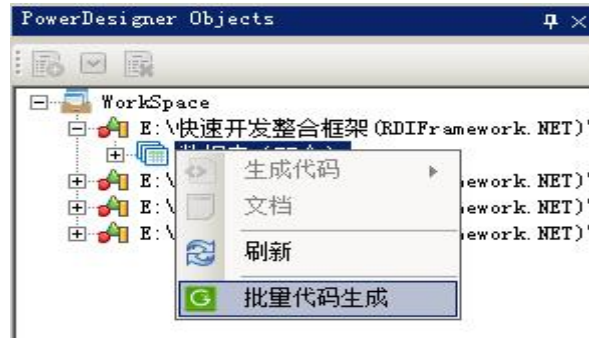 PowerDesigner Objects
WorkSpace
E:\快速开发整合框架(RDIFramework.NET)'
生成代码
E:\ ework.NET)'
文档
E:\ ework.NET)'
刷新
E:\ ework.NET)'
批量代码生成